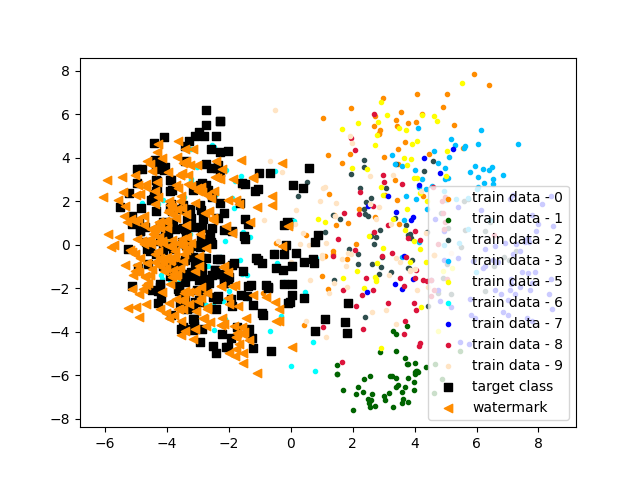 8
6
4
2
0
−2
−4
−6
−8
−6
−4
−2
0
2
4
6
8
train data - 0
train data - 1
train data - 2
train data - 3
train data - 5
train data - 6
train data - 7
train data - 8
train data - 9
target class
watermark